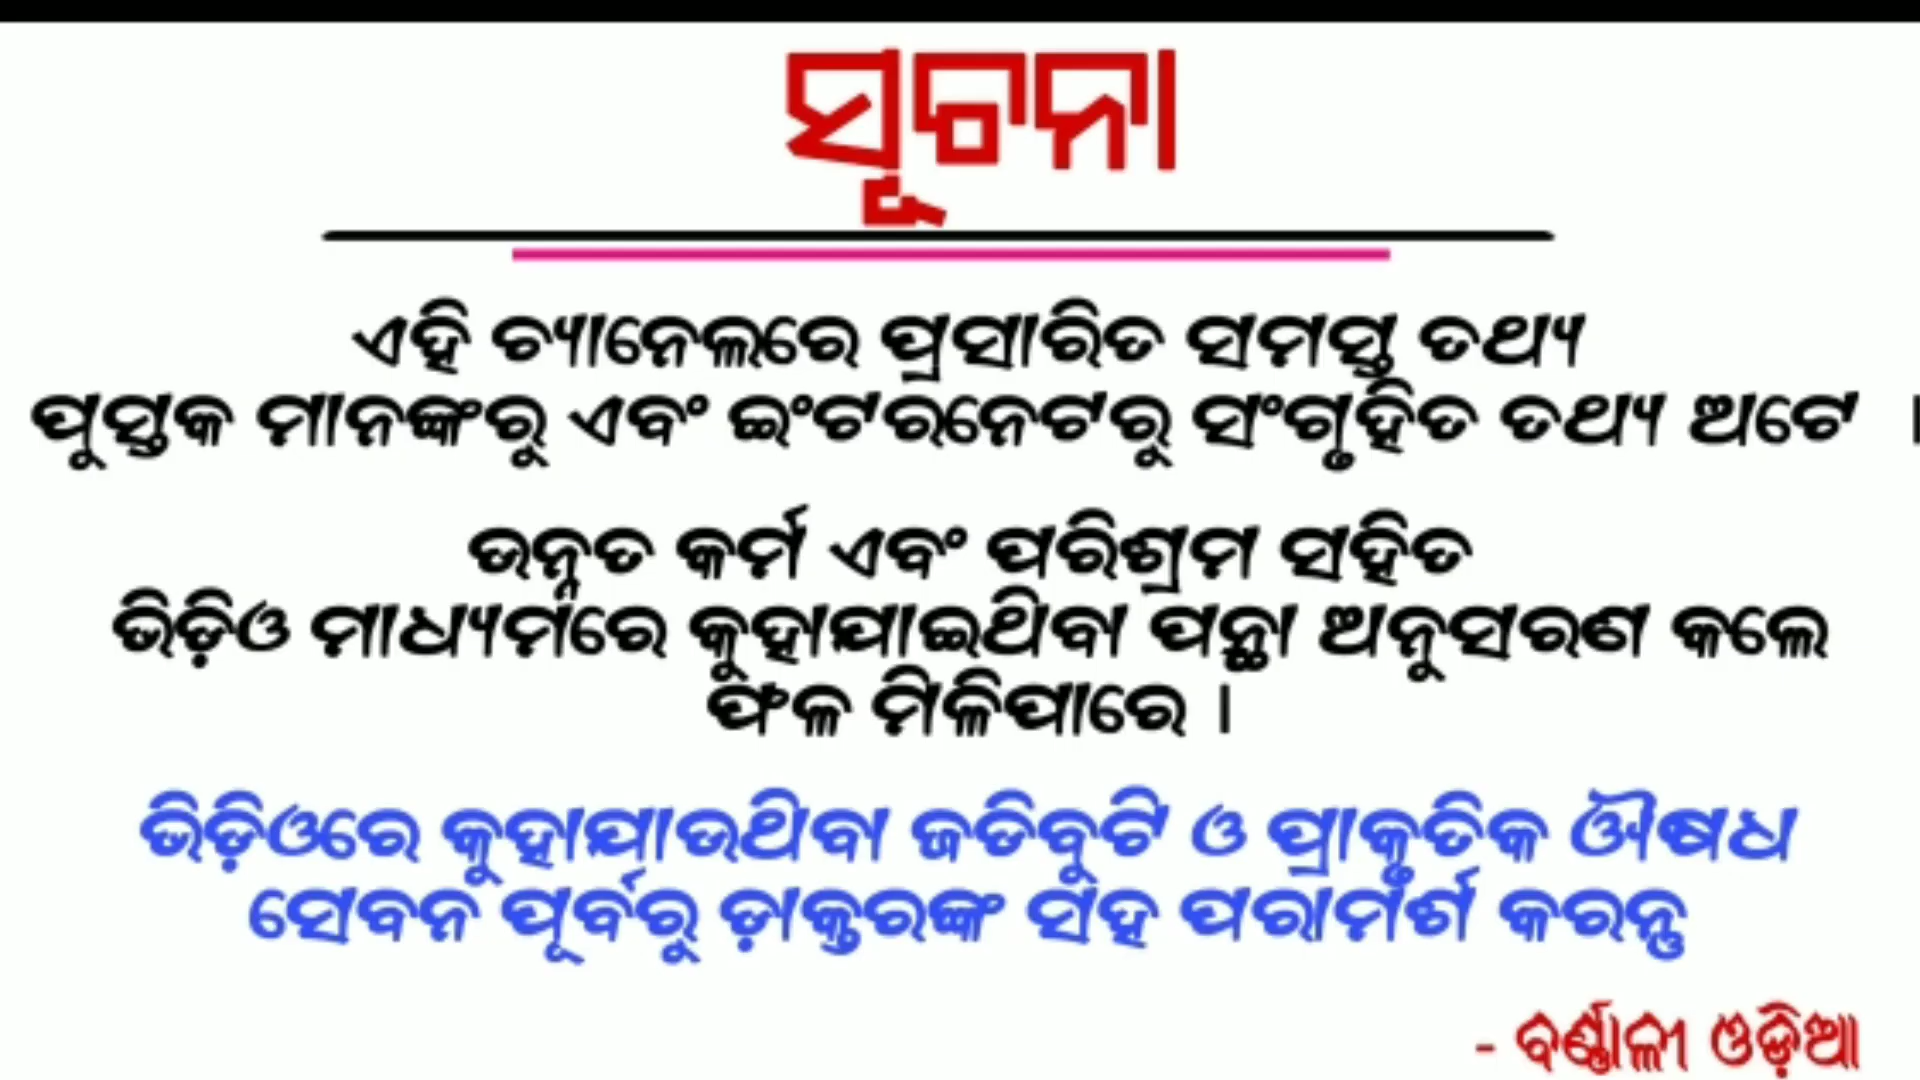 ସୂଚନା
ଏହି ଚ୍ୟାନେଲରେ ପ୍ରସାରିତ ସମସ୍ତ ତଥ୍ୟ
ପୁସ୍ତକ ମାନଙ୍କରୁ ଏବଂ ଇଂଟରନେଟରୁ ସଂଗୃହିତ ତଥ୍ୟ ଅଟେ ।
ଉନ୍ନତ କର୍ମ ଏବଂ ପରିଶ୍ରମ ସହିତ
ଭିଡ଼ିଓ ମାଧ୍ୟମରେ କୁହାଯାଇଥିବା ପନ୍ଥା ଅନୁସରଣ କଲେ
ଫଳ ମିଳିପାରେ ।
ଭିଡ଼ିଓରେ କୁହାଯାଉଥିବା ଜଡିବୁଟି ଓ ପ୍ରାକୃତିକ ଔଷଧ
ସେବନ ପୂର୍ବରୁ ଡ଼ାକ୍ତରଙ୍କ ସହ ପରାମର୍ଶ କରନ୍ତୁ
- ବର୍ଣ୍ଣାଳୀ ଓଡ଼ିଆ